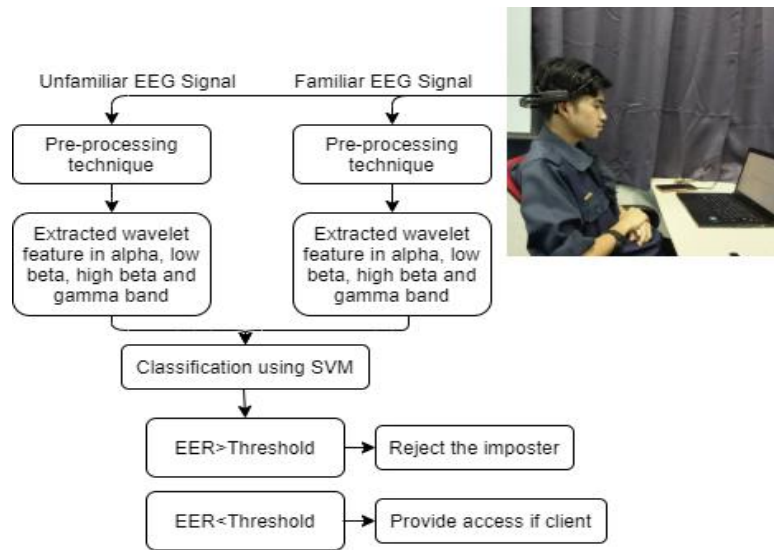 Unfamiliar EEG Signal
Familiar EEG Signal
Pre-processing
technique
Pre-processing
technique
Extracted wavelet
feature in alpha, low
beta, high beta and
gamma band
Extracted wavelet
feature in alpha, low
beta, high beta and
gamma band
Classification using SVM
EER>Threshold
Reject the imposter
EER<Threshold
Provide access if client